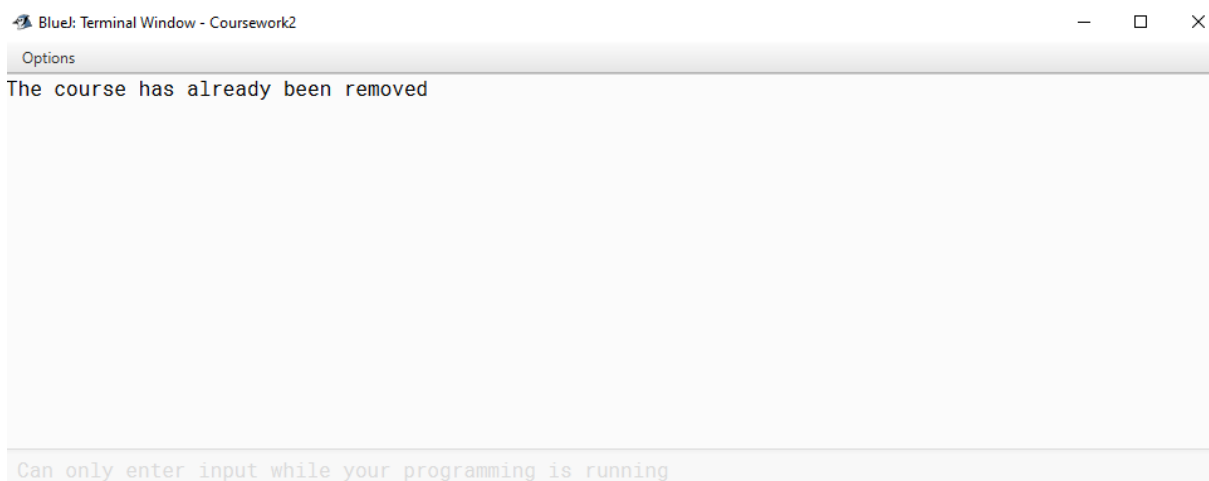 BlueJ: Terminal Window - Coursework2
Options
The course has already been removed
Can only enter input while your programming is running